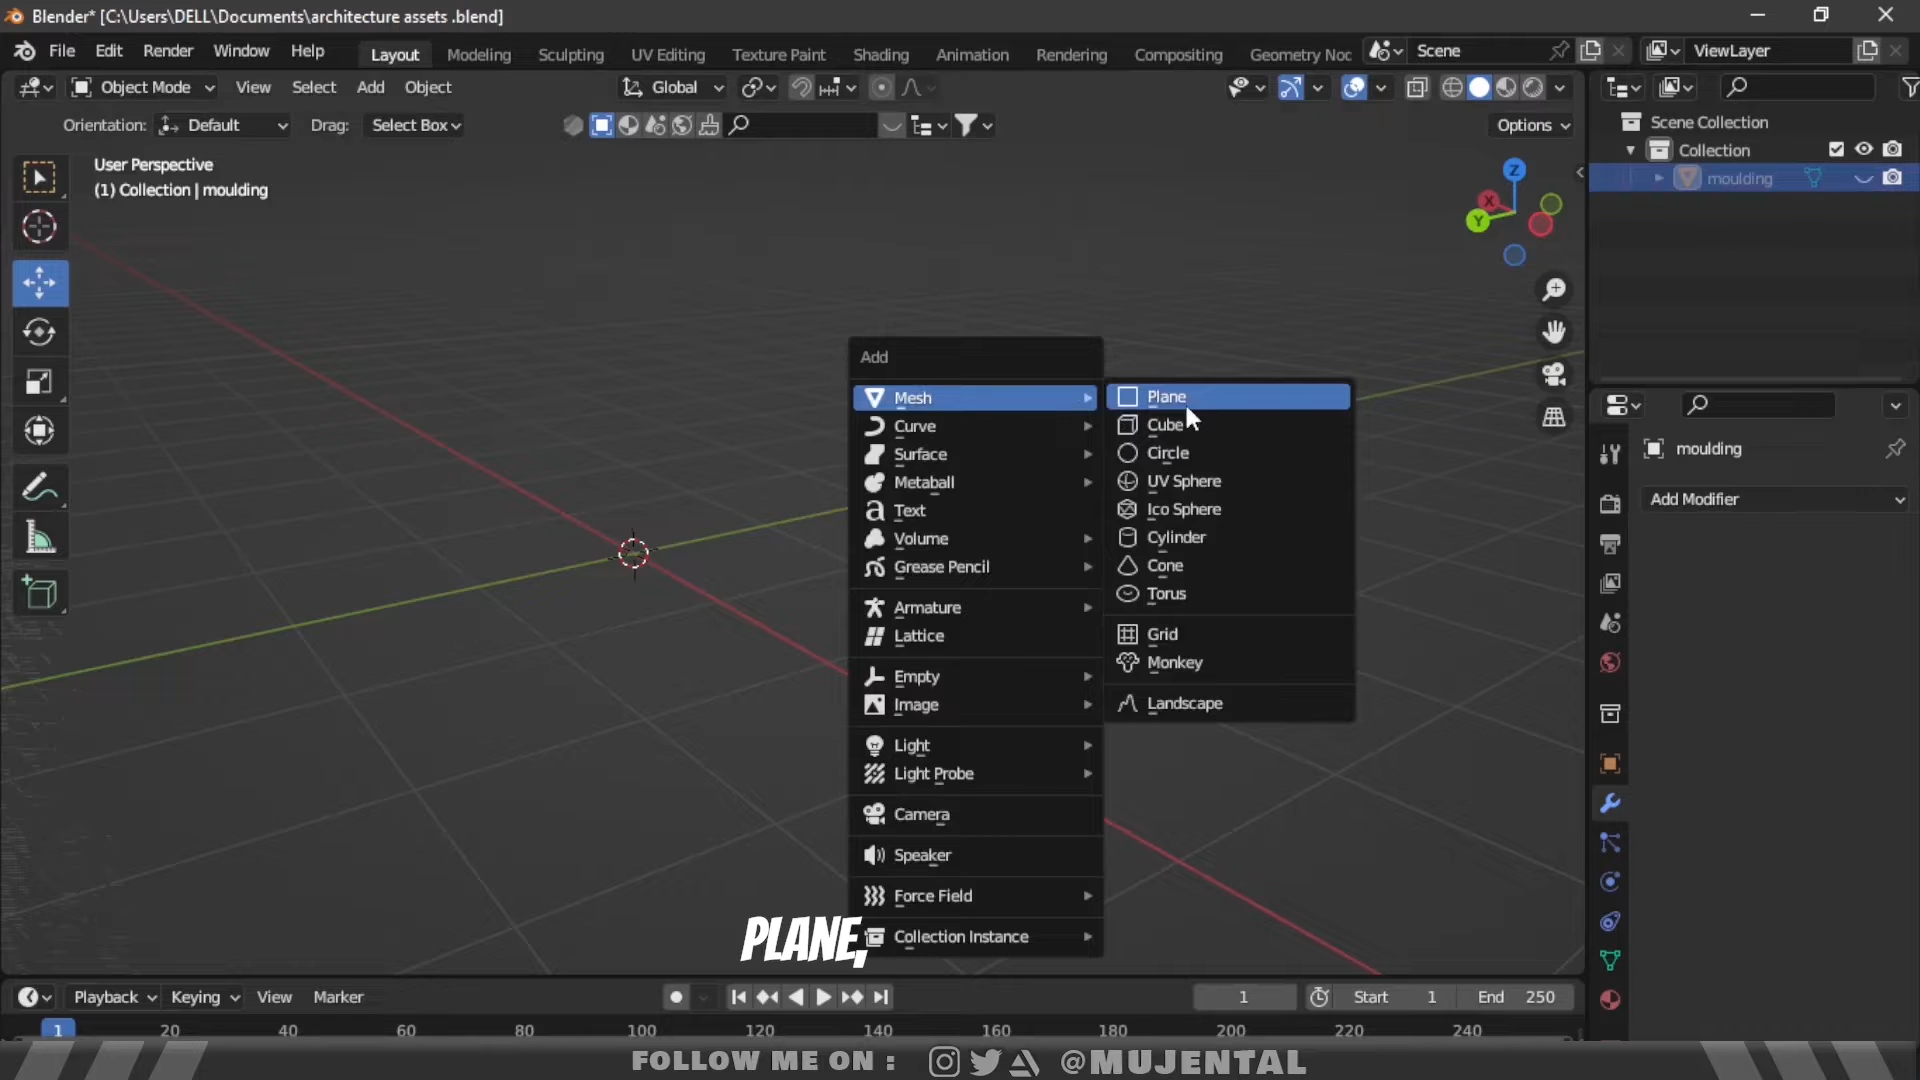 Blender* [C:\Users\DELL\Documents\architecture assets .blend]
File Edit Render Window Help Layout Modeling Sculpting UV Editing Texture Paint Shading Animation Rendering Compositing Geometry Noc Scene ViewLayer
Object Mode View Select Add Object Global
Orientation: Default Drag: Select Box Options
User Perspective
(1) Collection | moulding
Z
X
Y
Scene Collection
Collection
moulding
moulding
Add Modifier
Add
Mesh
Curve
Surface
Metaball
Text
Volume
Grease Pencil
Armature
Lattice
Empty
Image
Light
Light Probe
Camera
Speaker
Force Field
Collection Instance
Plane
Cube
Circle
UV Sphere
Ico Sphere
Cylinder
Cone
Torus
Grid
Monkey
Landscape
PLANE,
Playback Keying View Marker 1 Start 1 End 250
1 20 40 60 80 100 120 140 160 180 200 220 240
FOLLOW ME ON : @MUJENTAL